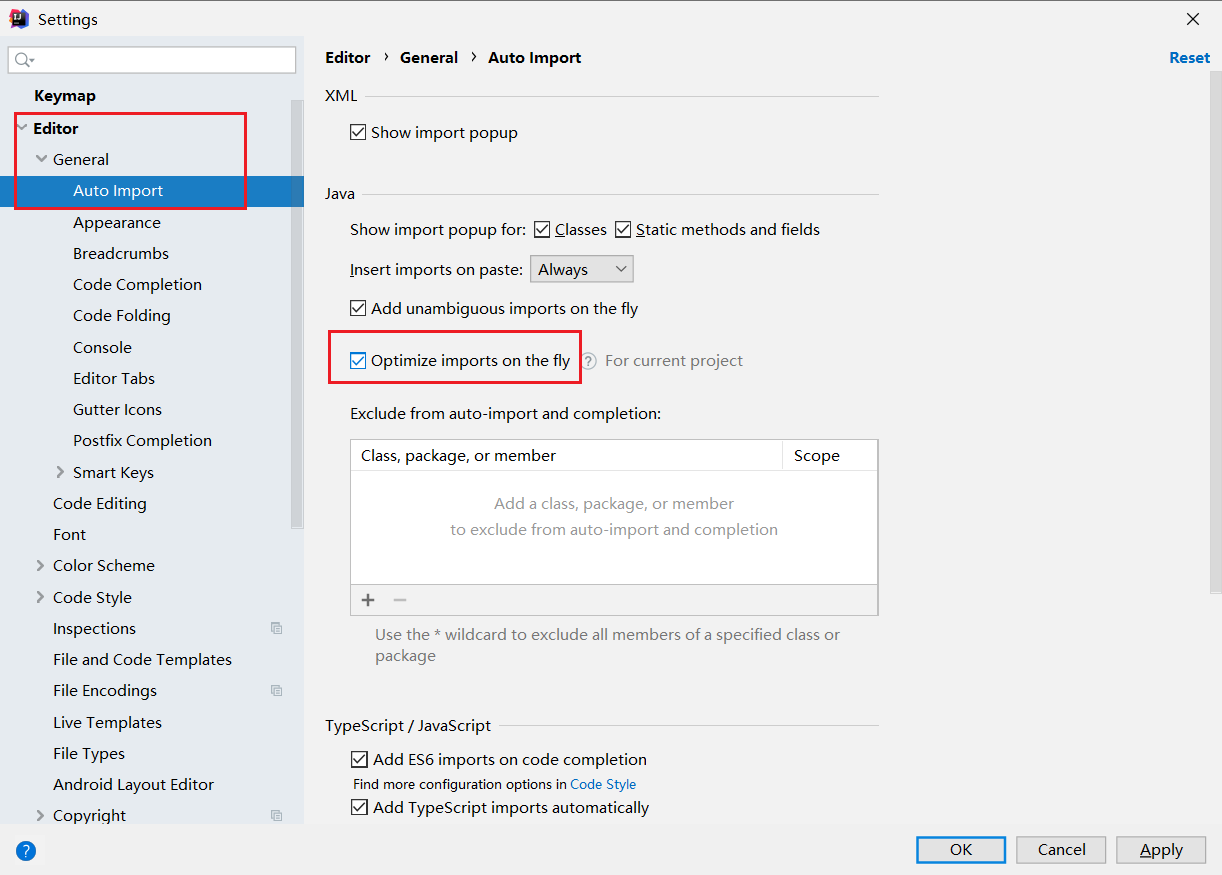 Settings
Keymap
Editor
General
Auto Import
Appearance
Breadcrumbs
Code Completion
Code Folding
Console
Editor Tabs
Gutter Icons
Postfix Completion
Smart Keys
Code Editing
Font
Color Scheme
Code Style
Inspections
File and Code Templates
File Encodings
Live Templates
File Types
Android Layout Editor
Copyright
?
Editor › General › Auto Import
Reset
XML
Show import popup
Java
Show import popup for: Classes Static methods and fields
Insert imports on paste: Always
Add unambiguous imports on the fly
Optimize imports on the fly ? For current project
Exclude from auto-import and completion:
Class, package, or member Scope
Add a class, package, or member
to exclude from auto-import and completion
Use the * wildcard to exclude all members of a specified class or
package
TypeScript / JavaScript
Add ES6 imports on code completion
Find more configuration options in Code Style
Add TypeScript imports automatically
OK Cancel Apply